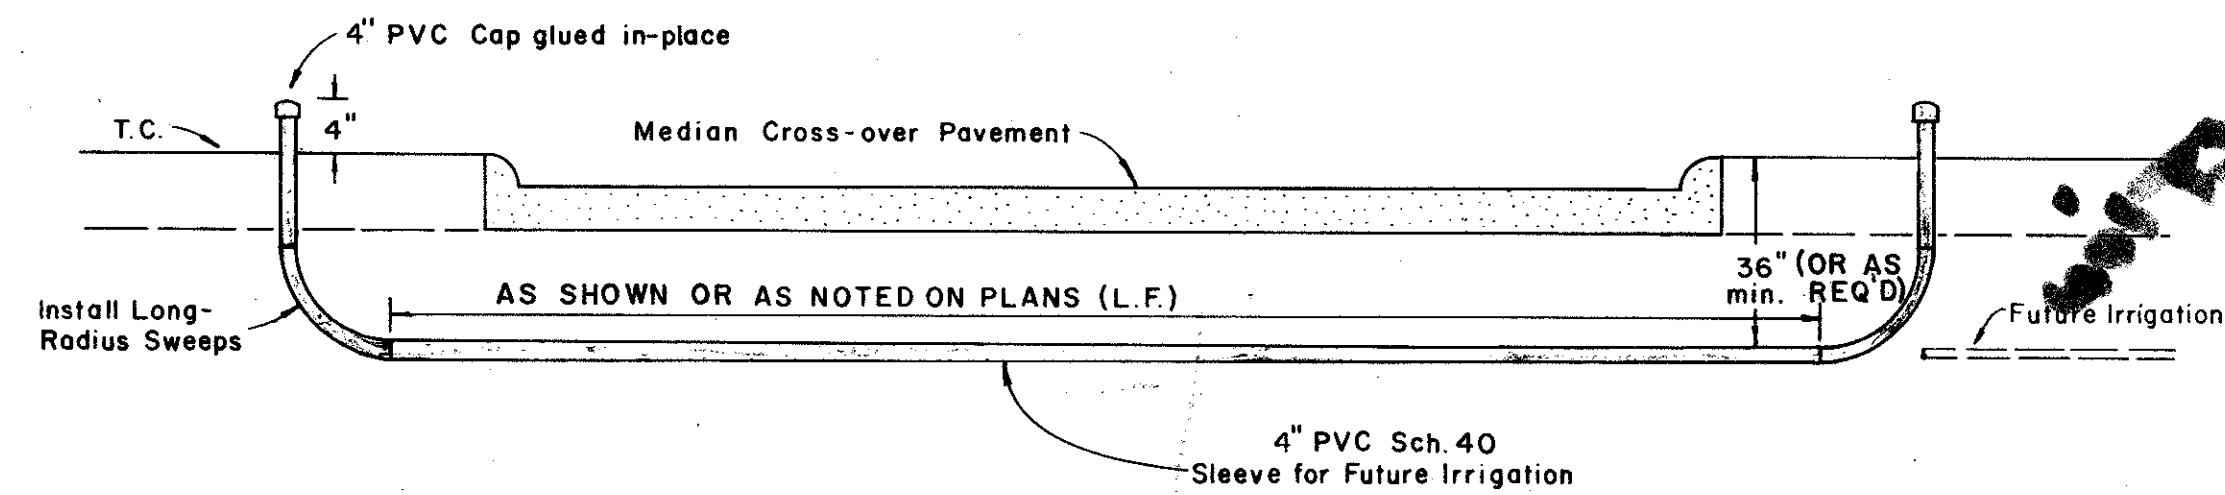 4" PVC Cap glued in-place
T.C.
4"
Median Cross-over Pavement
36" (OR AS
min. REQ'D)
AS SHOWN OR AS NOTED ON PLANS (L.F.)
Install Long-
Radius Sweeps
Future Irrigation
4" PVC Sch. 40
Sleeve for Future Irrigation